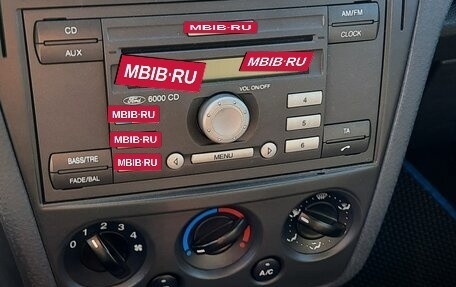 MBIB·RU
CD
AM/FM
AUX
CLOCK
MBIB·RU
MBIB·RU
Ford 6000 CD
VOL ON/OFF
4
MBIB·RU
5
MBIB·RU
TA
BASS/TRE
MBIB·RU
MENU
6
FADE/BAL
0 1 2 3 4
A/C